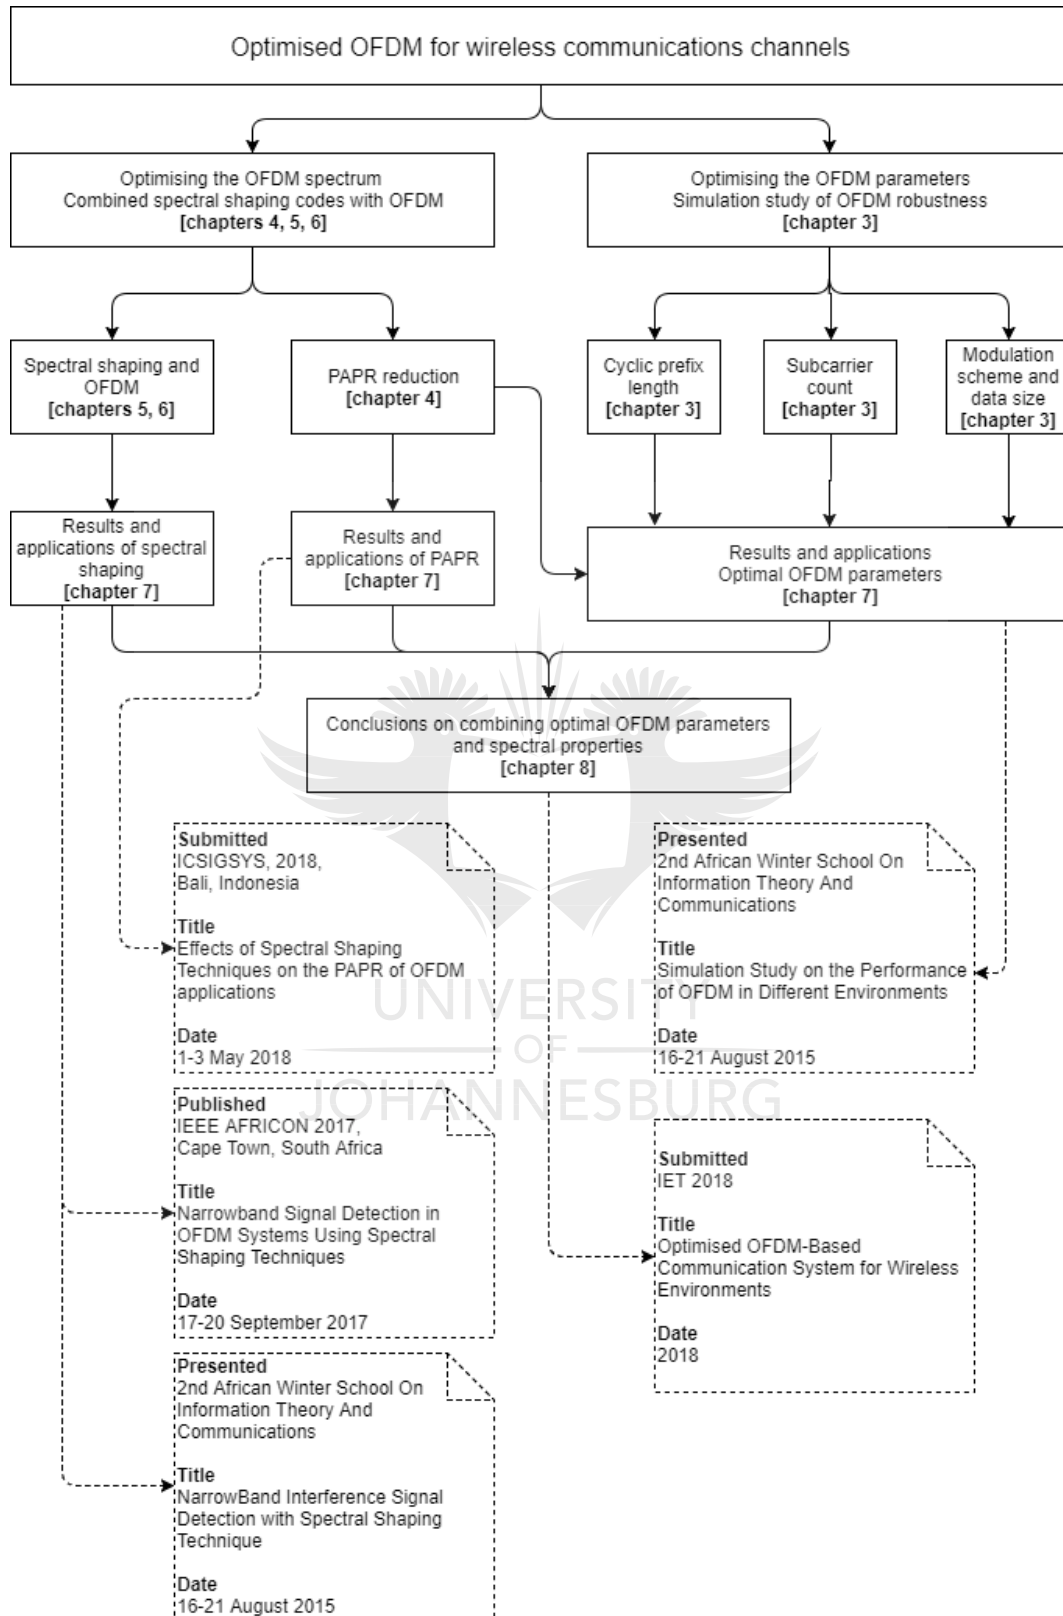 Optimised OFDM for wireless communications channels
Optimising the OFDM spectrum
Combined spectral shaping codes with OFDM
[chapters 4, 5, 6]
Optimising the OFDM parameters
Simulation study of OFDM robustness
[chapter 3]
Spectral shaping and
OFDM
[chapters 5, 6]
PAPR reduction
[chapter 4]
Cyclic prefix
length
[chapter 3]
Subcarrier
count
[chapter 3]
Modulation
scheme and
data size
[chapter 3]
Results and
applications of spectral
shaping
[chapter 7]
Results and
applications of PAPR
[chapter 7]
Results and applications
Optimal OFDM parameters
[chapter 7]
Conclusions on combining optimal OFDM parameters
and spectral properties
[chapter 8]
Submitted
ICSIGSYS, 2018,
Bali, Indonesia
Title
Effects of Spectral Shaping
Techniques on the PAPR of OFDM
applications
Date
1-3 May 2018
Presented
2nd African Winter School On
Information Theory And
Communications
Title
Simulation Study on the Performance
of OFDM in Different Environments
Date
16-21 August 2015
UNIVERSITY
OF
JOHANNESBURG
Published
IEEE AFRICON 2017,
Cape Town, South Africa
Title
Narrowband Signal Detection in
OFDM Systems Using Spectral
Shaping Techniques
Date
17-20 September 2017
Submitted
IET 2018
Title
Optimised OFDM-Based
Communication System for Wireless
Environments
Date
2018
Presented
2nd African Winter School On
Information Theory And
Communications
Title
NarrowBand Interference Signal
Detection with Spectral Shaping
Technique
Date
16-21 August 2015